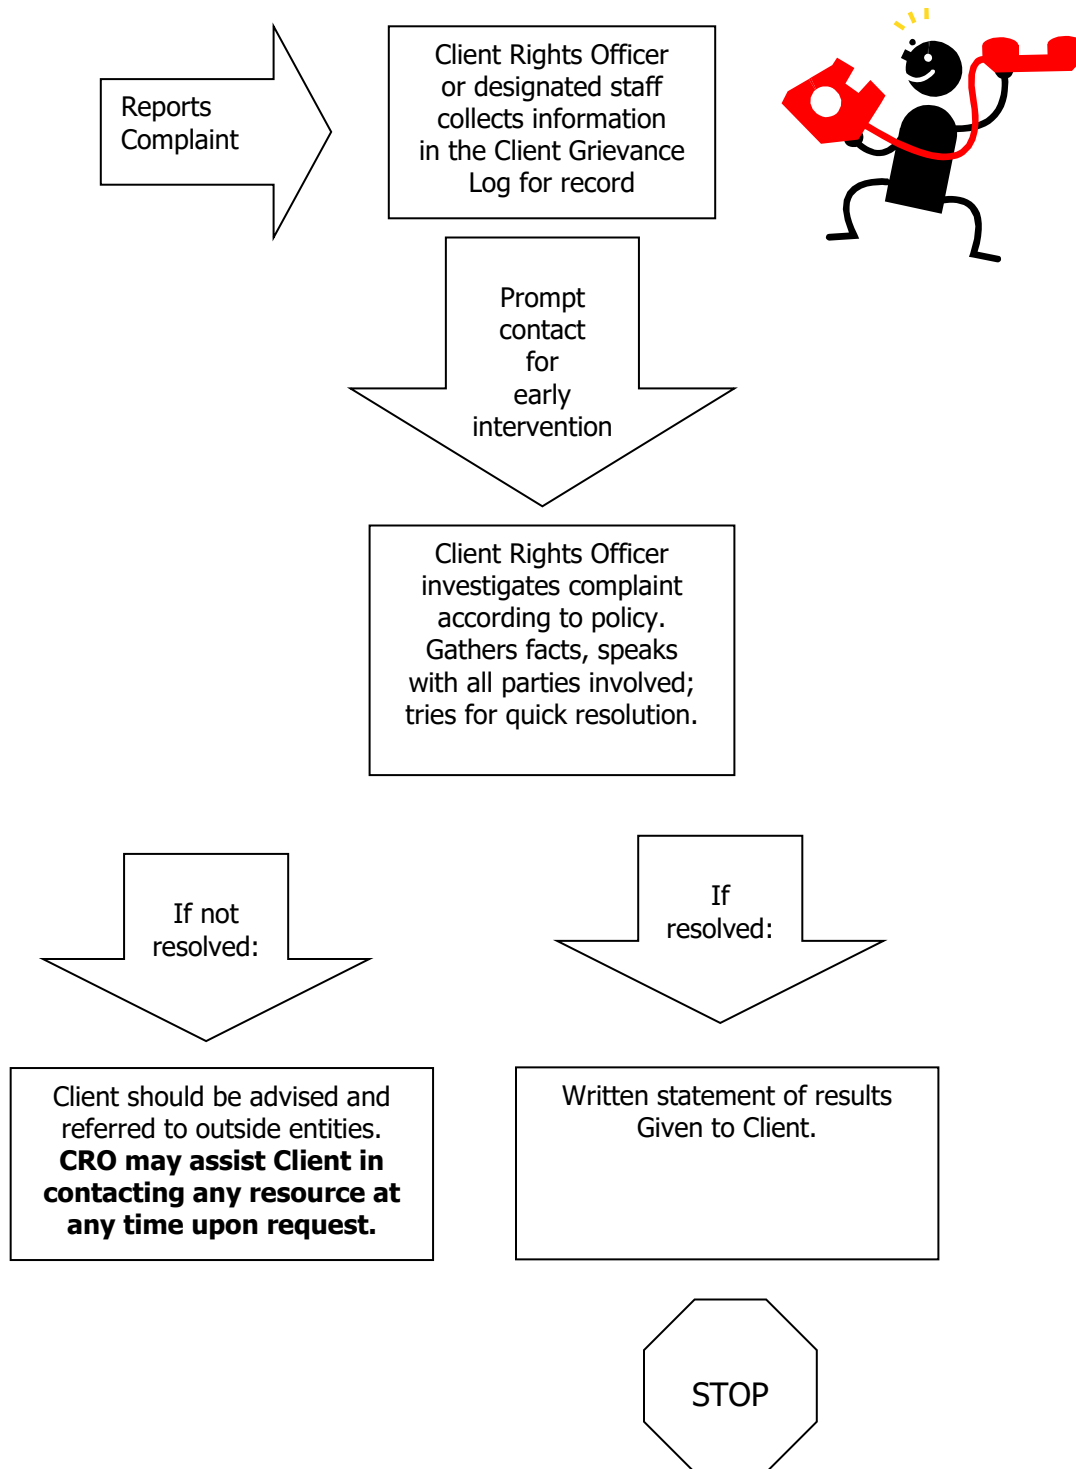 Reports
Complaint
Client Rights Officer
or designated staff
collects information
in the Client Grievance
Log for record
Prompt
contact
for
early
intervention
Client Rights Officer
investigates complaint
according to policy.
Gathers facts, speaks
with all parties involved;
tries for quick resolution.
If not
resolved:
If
resolved:
Client should be advised and
referred to outside entities.
CRO may assist Client in
contacting any resource at
any time upon request.
Written statement of results
Given to Client.
STOP